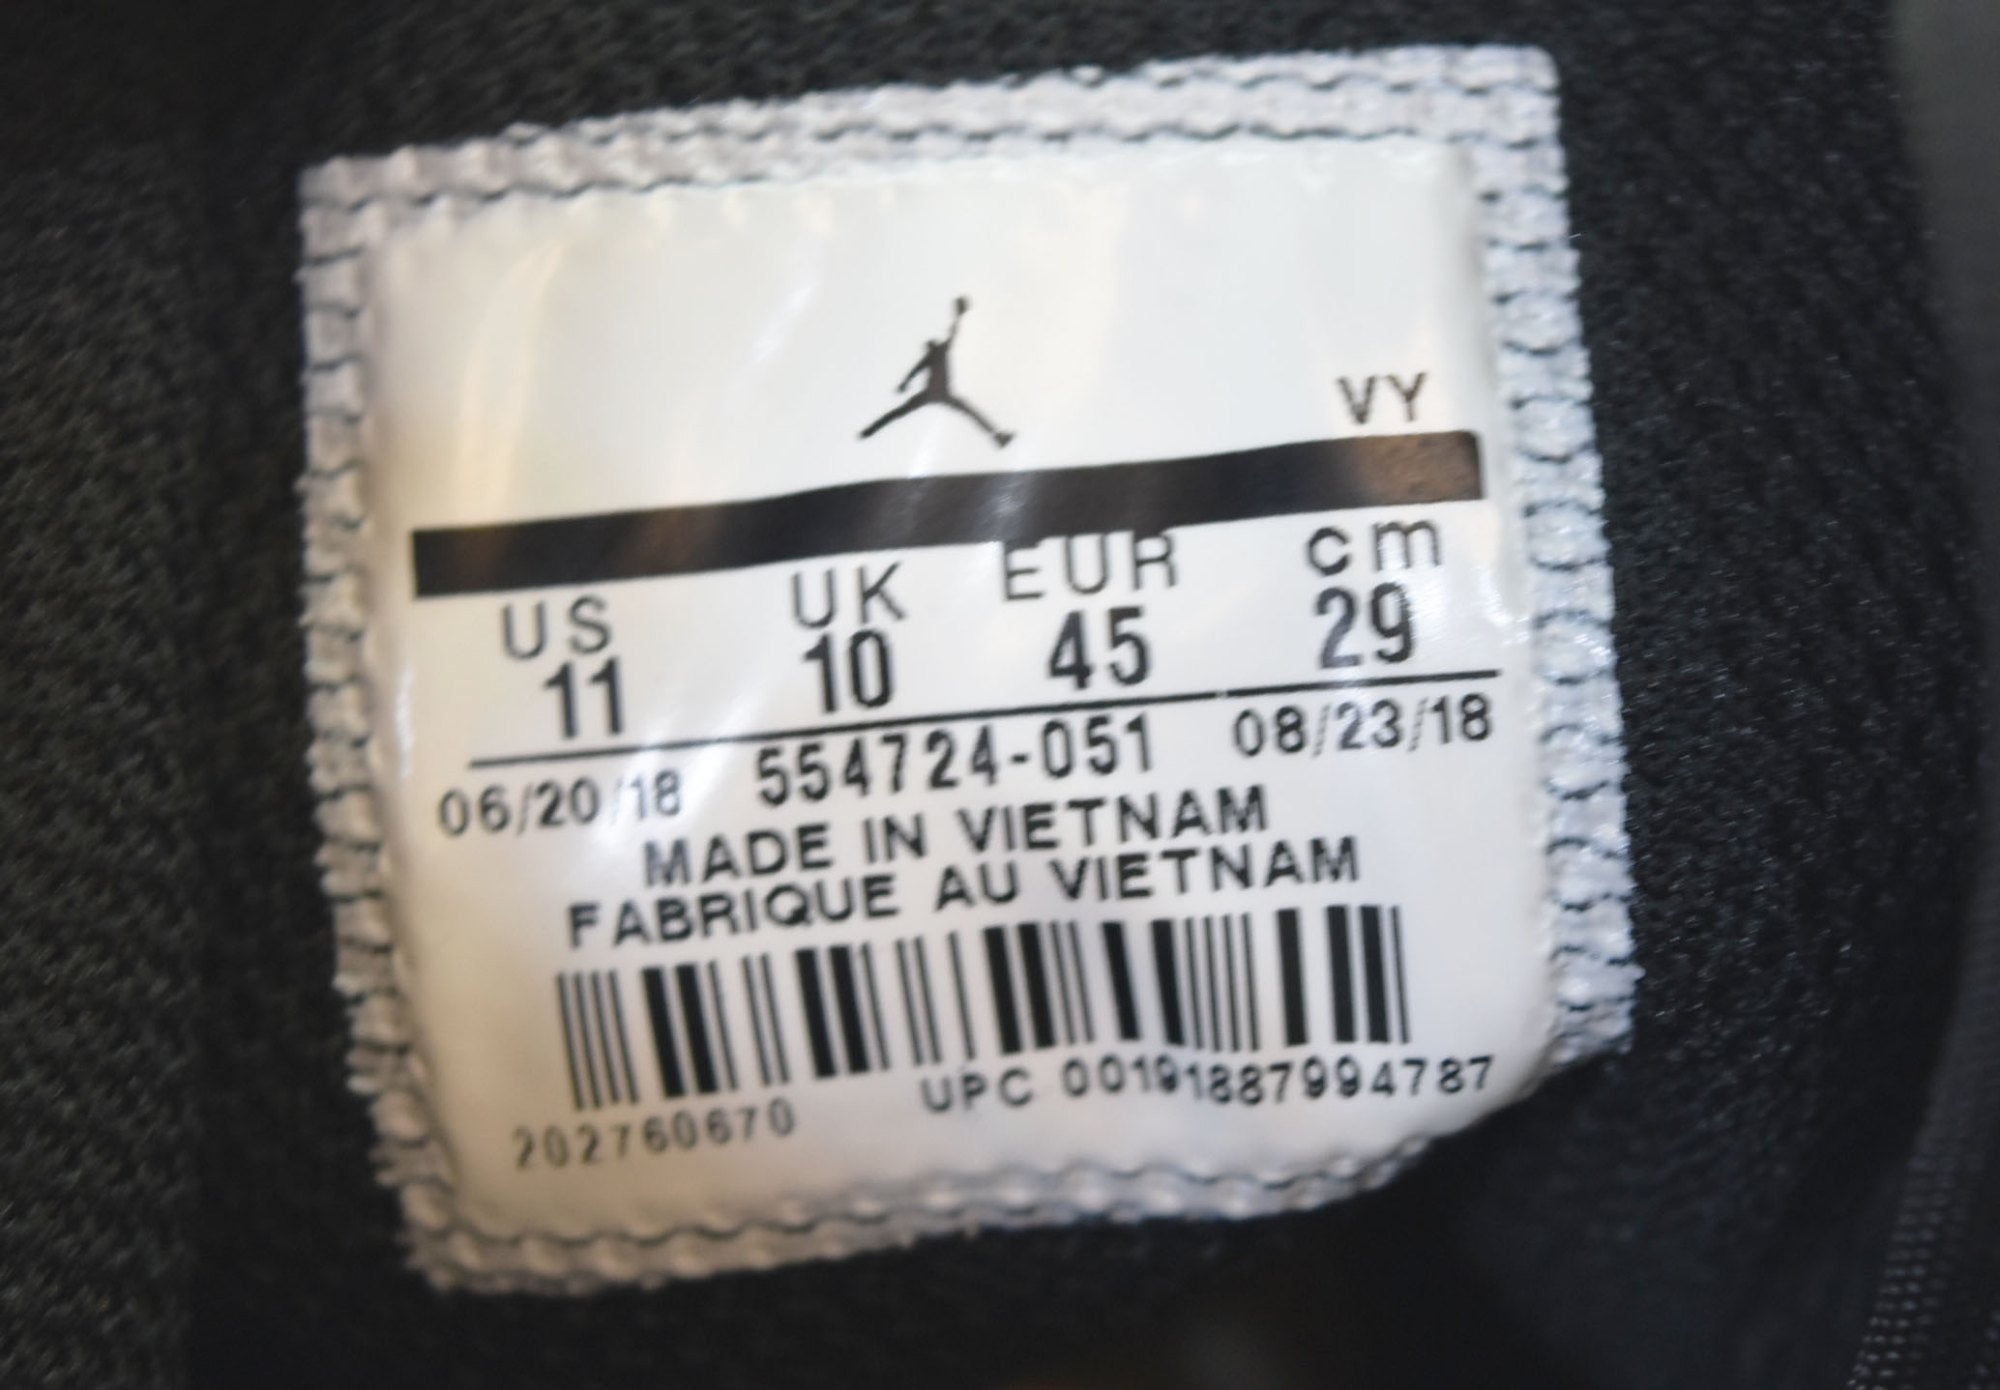 VY
US UK EUR cm
11 10 45 29
06/20/18 554724-051 08/23/18
MADE IN VIETNAM
FABRIQUE AU VIETNAM
202760670 UPC 00191887994787